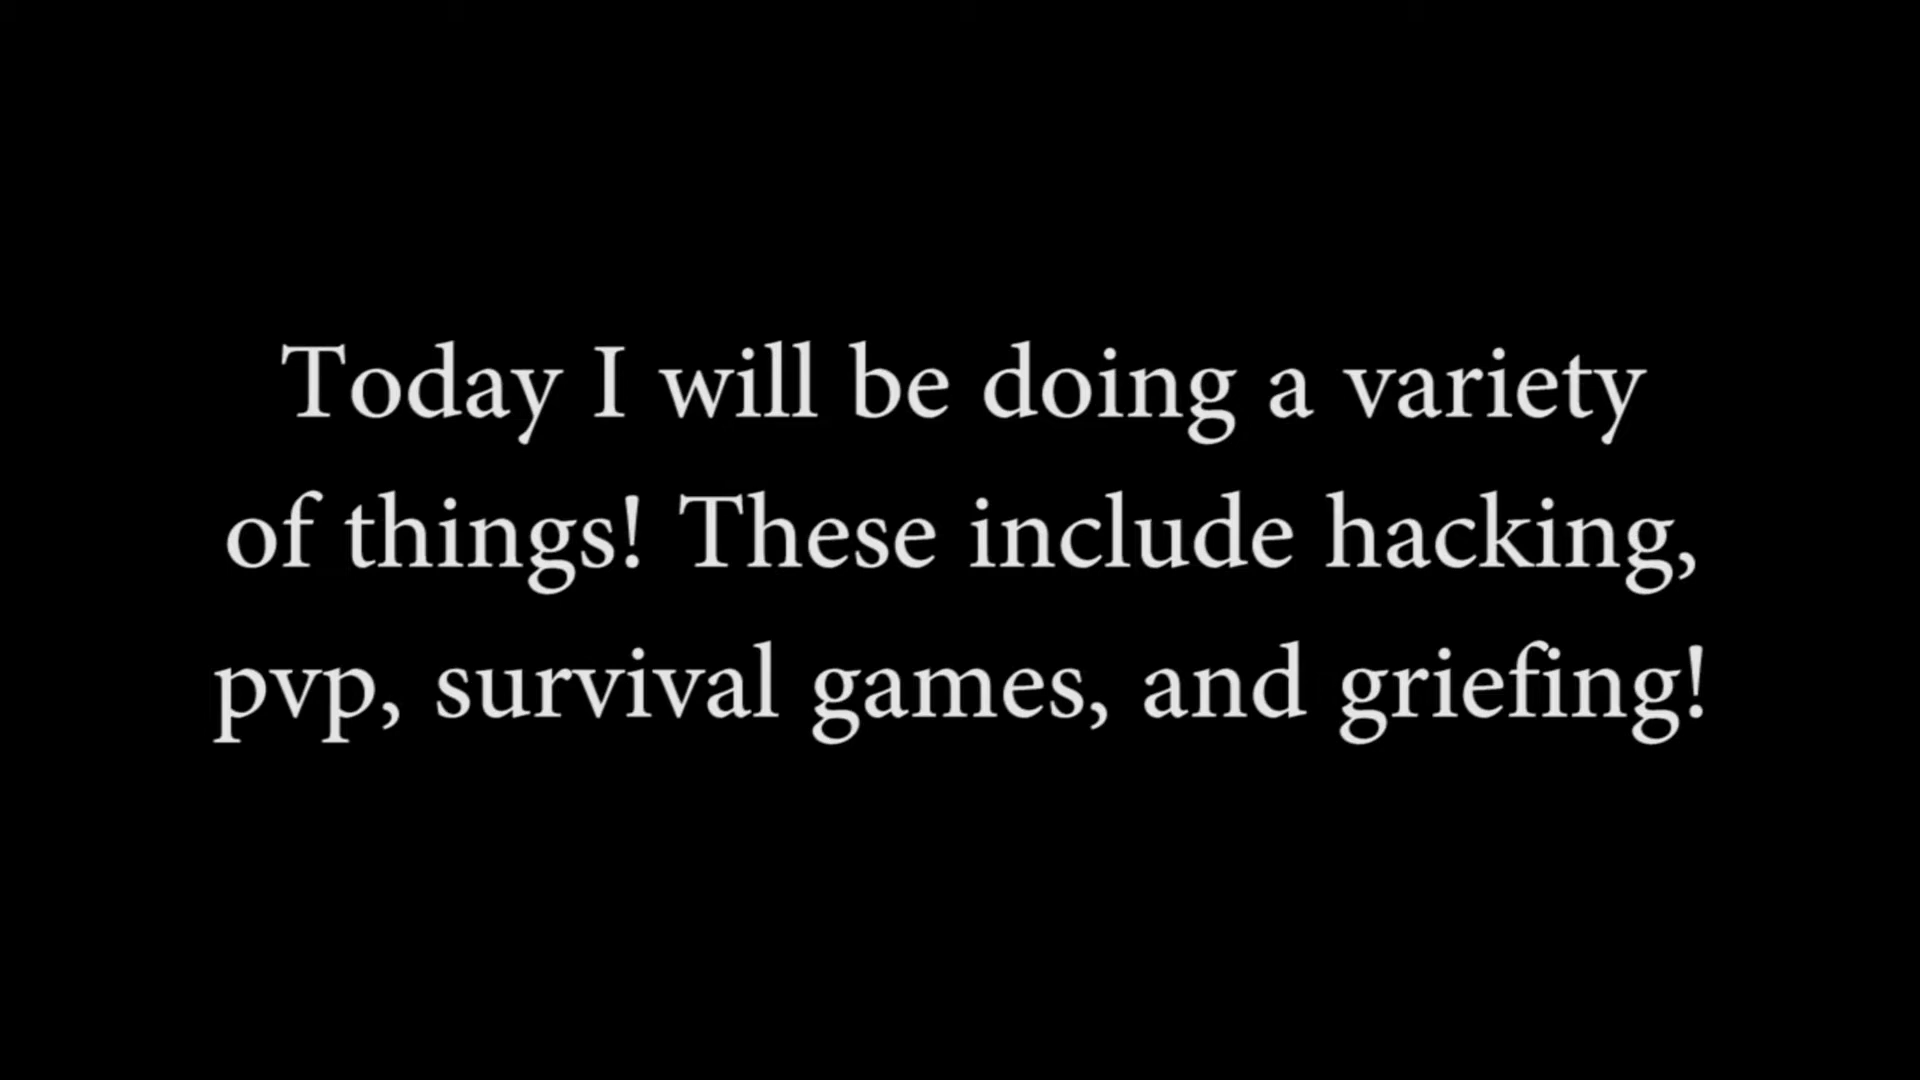 Today I will be doing a variety
of things! These include hacking,
pvp, survival games, and griefing!